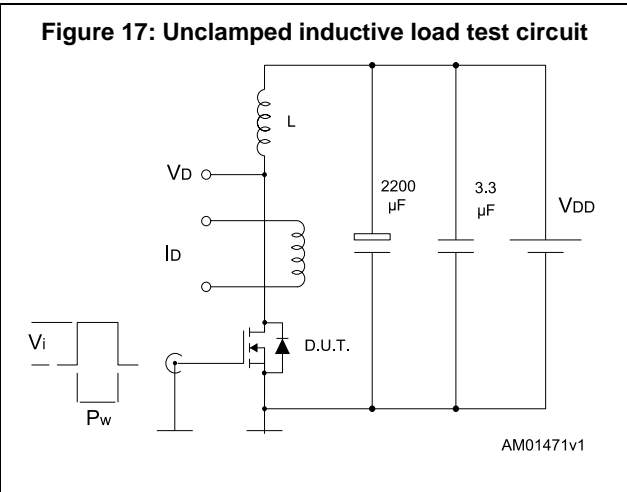 Figure 17: Unclamped inductive load test circuit
L
VD
2200
µF
3.3
µF
VDD
ID
Vi
D.U.T.
Pw
AM01471v1